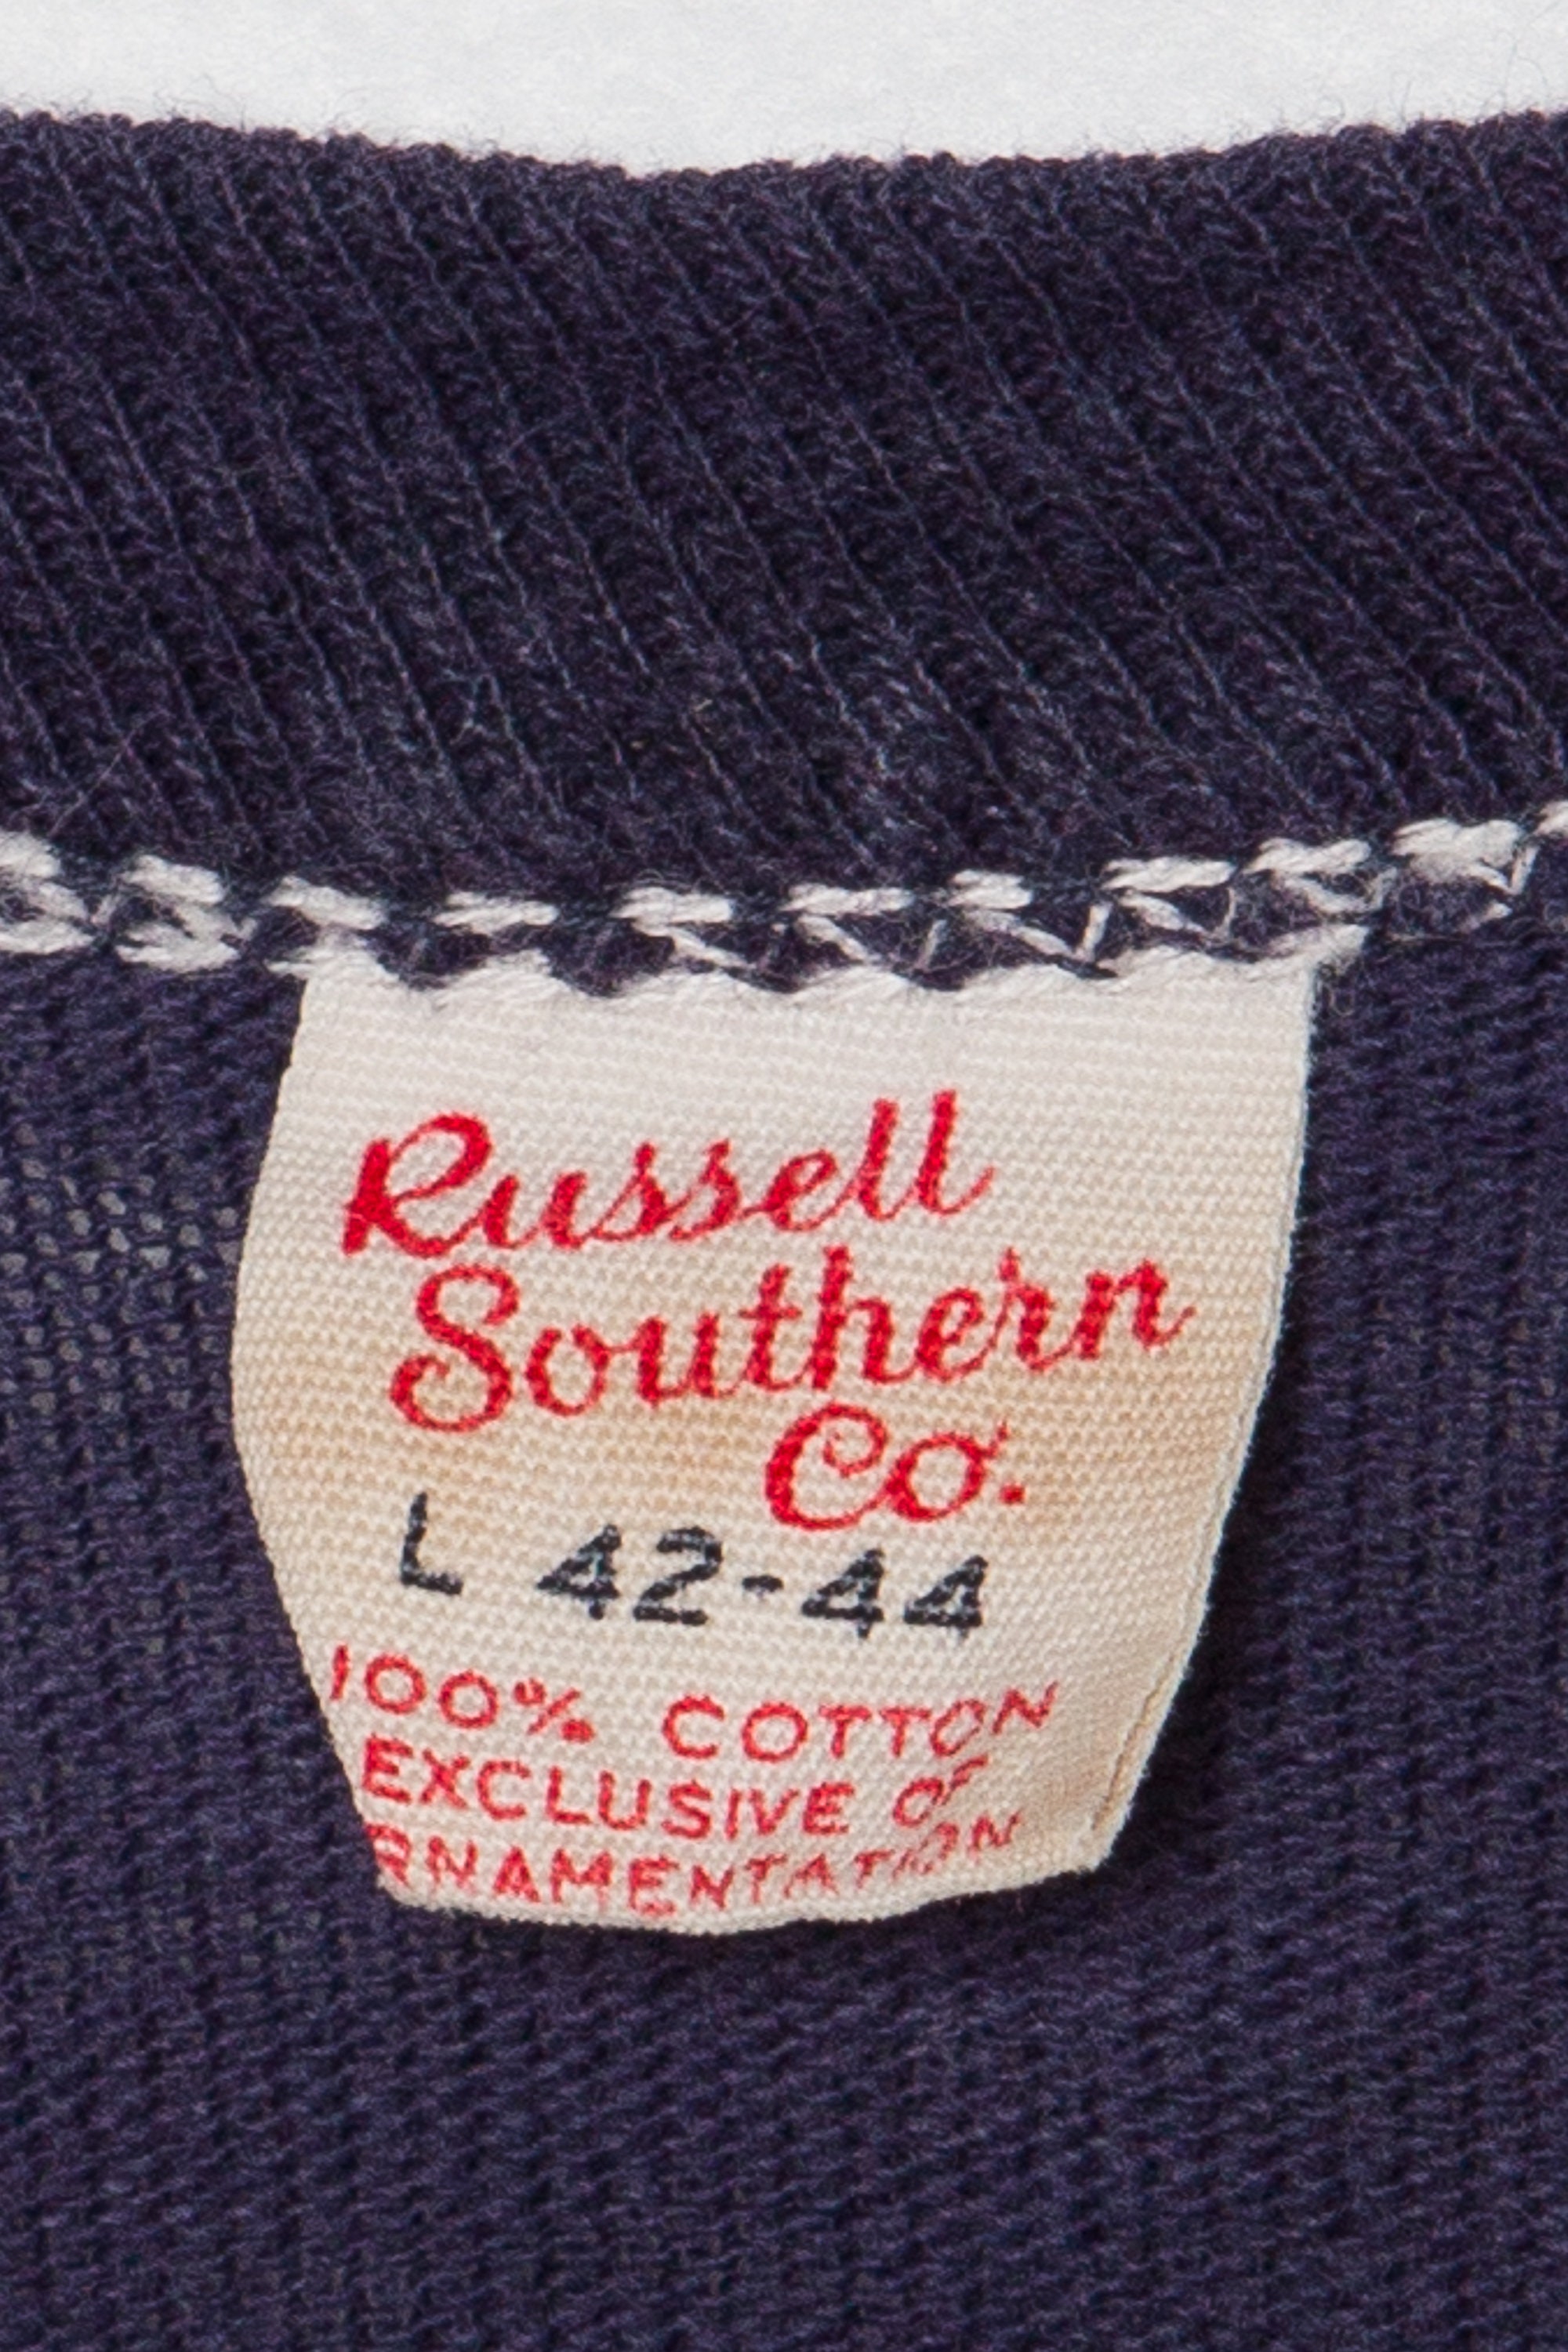 Russell
Southern
Co.
L 42-44
100% COTTON
EXCLUSIVE OF
RNAMENTATION